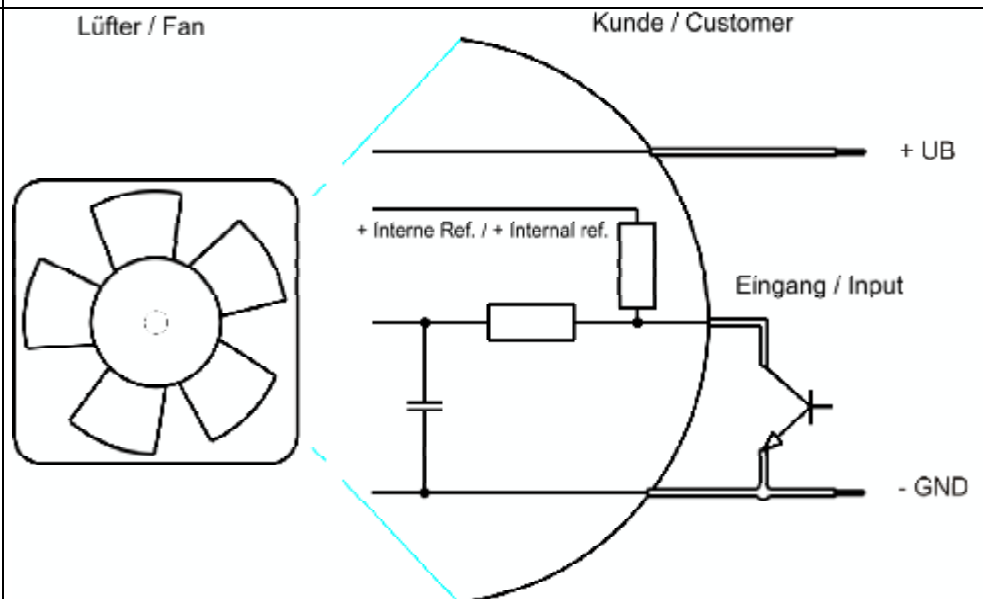 Lüfter / Fan
Kunde / Customer
+ UB
+ Interne Ref. / + Internal ref.
Eingang / Input
- GND